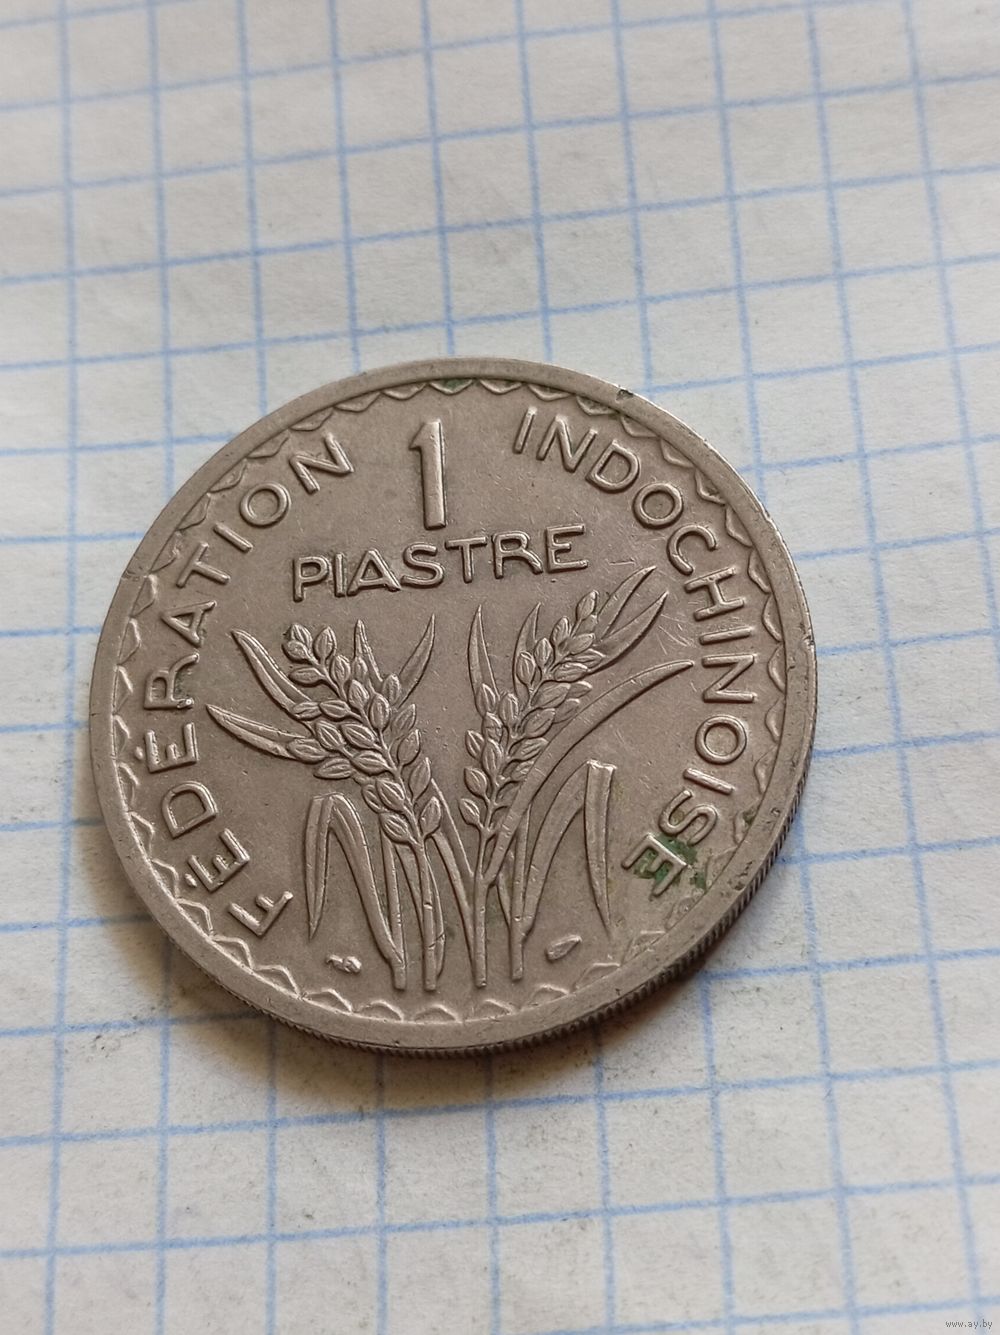 FÉDÉRATION INDOCHINOISE
1
PIASTRE
www.ay.by